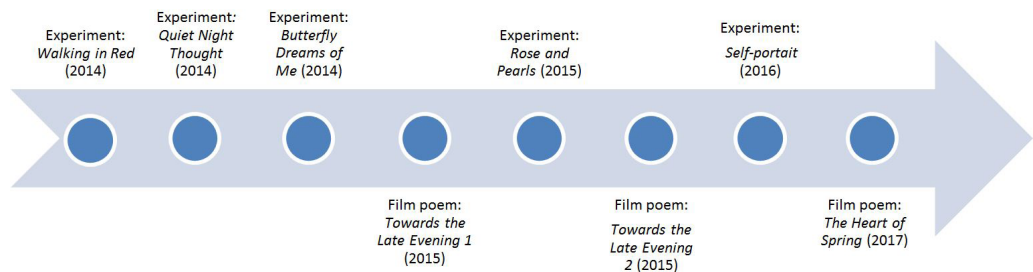 Experiment:
Walking in Red
(2014)
Experiment:
Quiet Night
Thought
(2014)
Experiment:
Butterfly
Dreams of
Me (2014)
Film poem:
Towards the
Late Evening 1
(2015)
Experiment:
Rose and
Pearls (2015)
Film poem:
Towards the
Late Evening
2 (2015)
Experiment:
Self-portait
(2016)
Film poem:
The Heart of
Spring (2017)